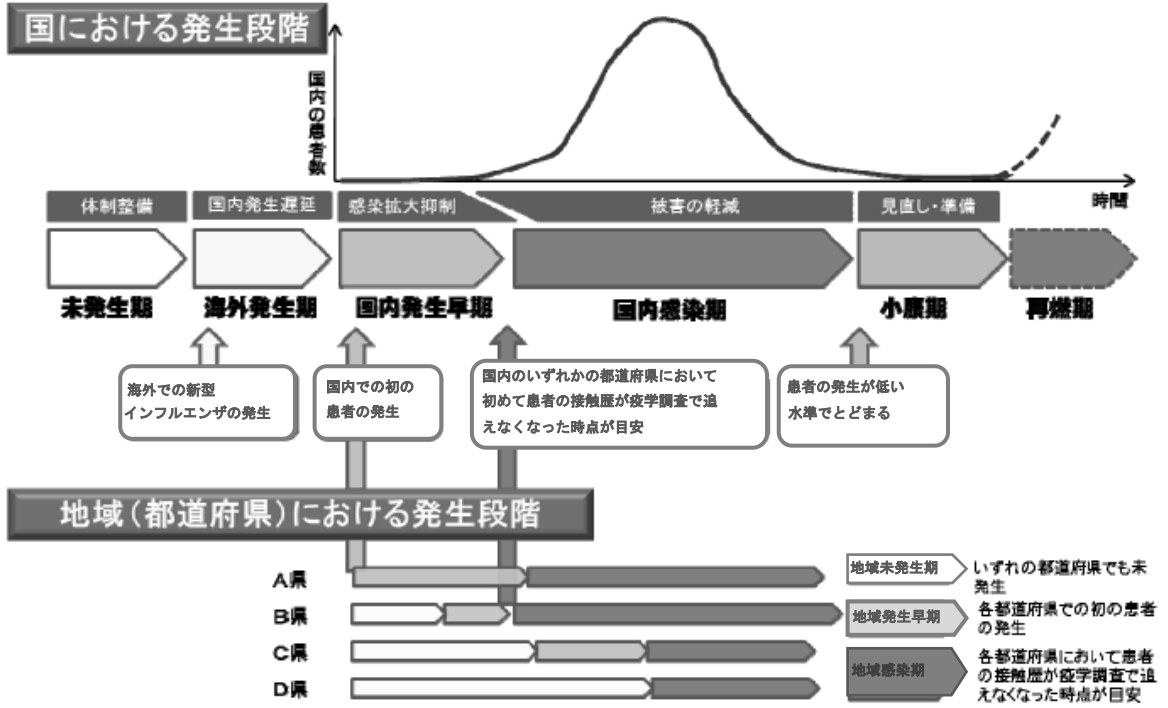 国における発生段階
国内の患者数
時間
体制整備
国内発生遅延
感染拡大抑制
被害の軽減
見直し・準備
未発生期
海外発生期
国内発生早期
国内感染期
小康期
再燃期
海外での新型
インフルエンザの発生
国内での初の
患者の発生
国内のいずれかの都道府県において
初めて患者の接触歴が疫学調査で追
えなくなった時点が目安
患者の発生が低い
水準でとどまる
地域（都道府県）における発生段階
A県
B県
C県
D県
地域未発生期
いずれの都道府県でも未
発生
地域発生早期
各都道府県での初の患者
の発生
地域感染期
各都道府県において患者
の接触歴が疫学調査で追
えなくなった時点が目安